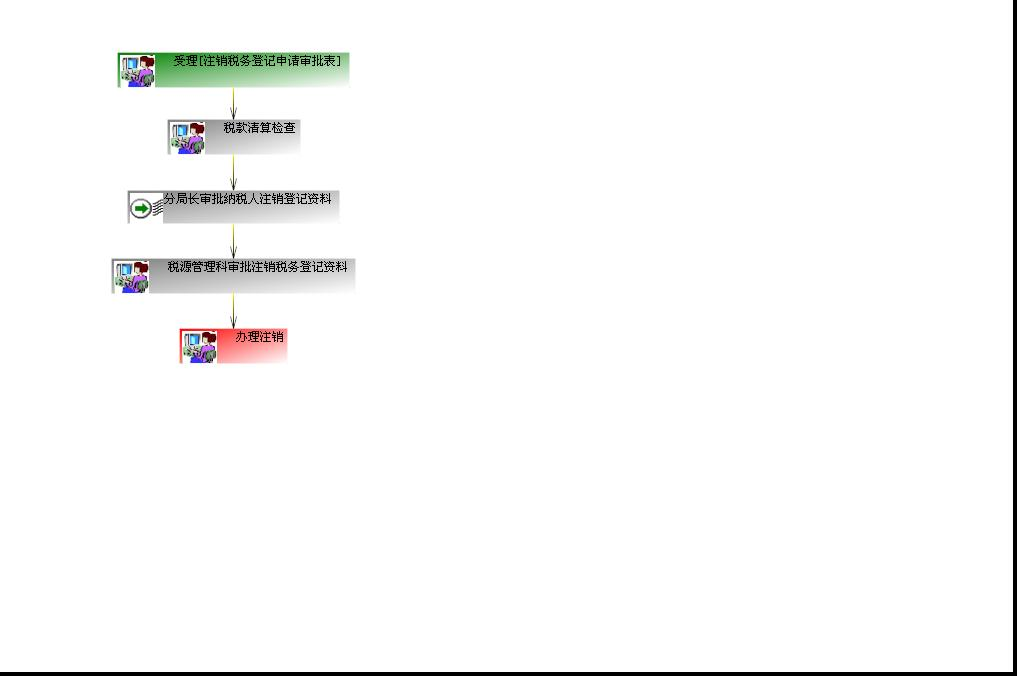 受理[注销税务登记申请审批表]
税款清算检查
分局长审批纳税人注销登记资料
税源管理科审批注销税务登记资料
办理注销